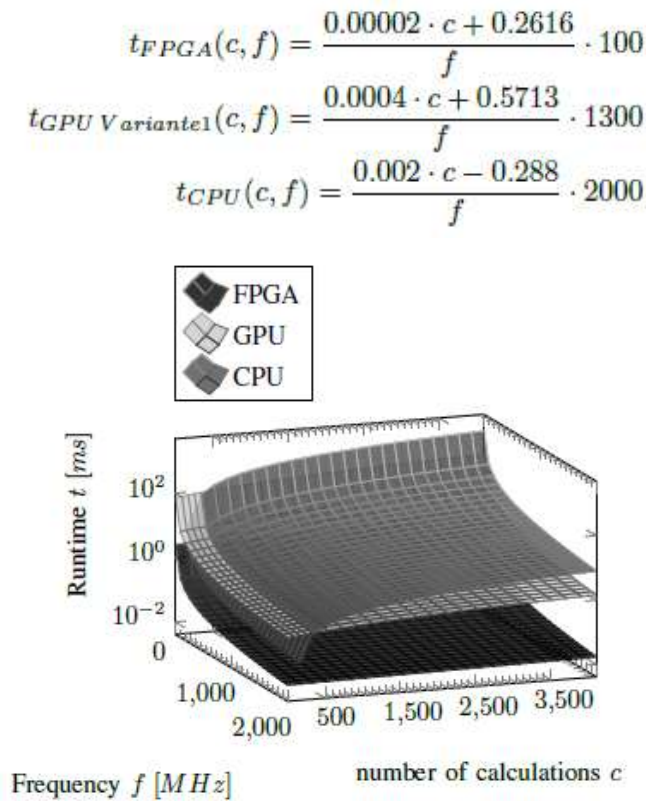 t_{FPGA}(c, f) = \frac{0.00002 \cdot c + 0.2616}{f} \cdot 100
t_{GPU Variante1}(c, f) = \frac{0.0004 \cdot c + 0.5713}{f} \cdot 1300
t_{CPU}(c, f) = \frac{0.002 \cdot c - 0.288}{f} \cdot 2000
FPGA
GPU
CPU
Runtime t [ms]
10^2
10^0
10^{-2}
0
1,000
2,000
500
1,500
2,500
3,500
Frequency f [MHz]
number of calculations c